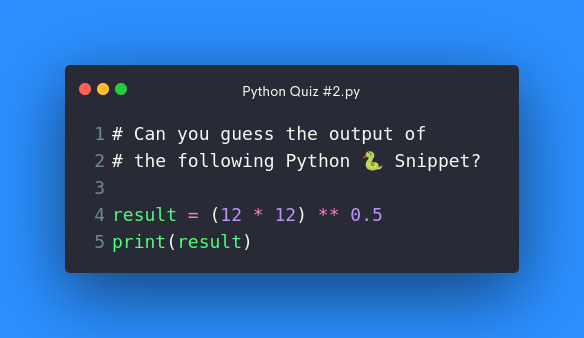 Python Quiz #2.py
1 # Can you guess the output of
2 # the following Python 🐍 Snippet?
3
4 result = (12 * 12) ** 0.5
5 print(result)